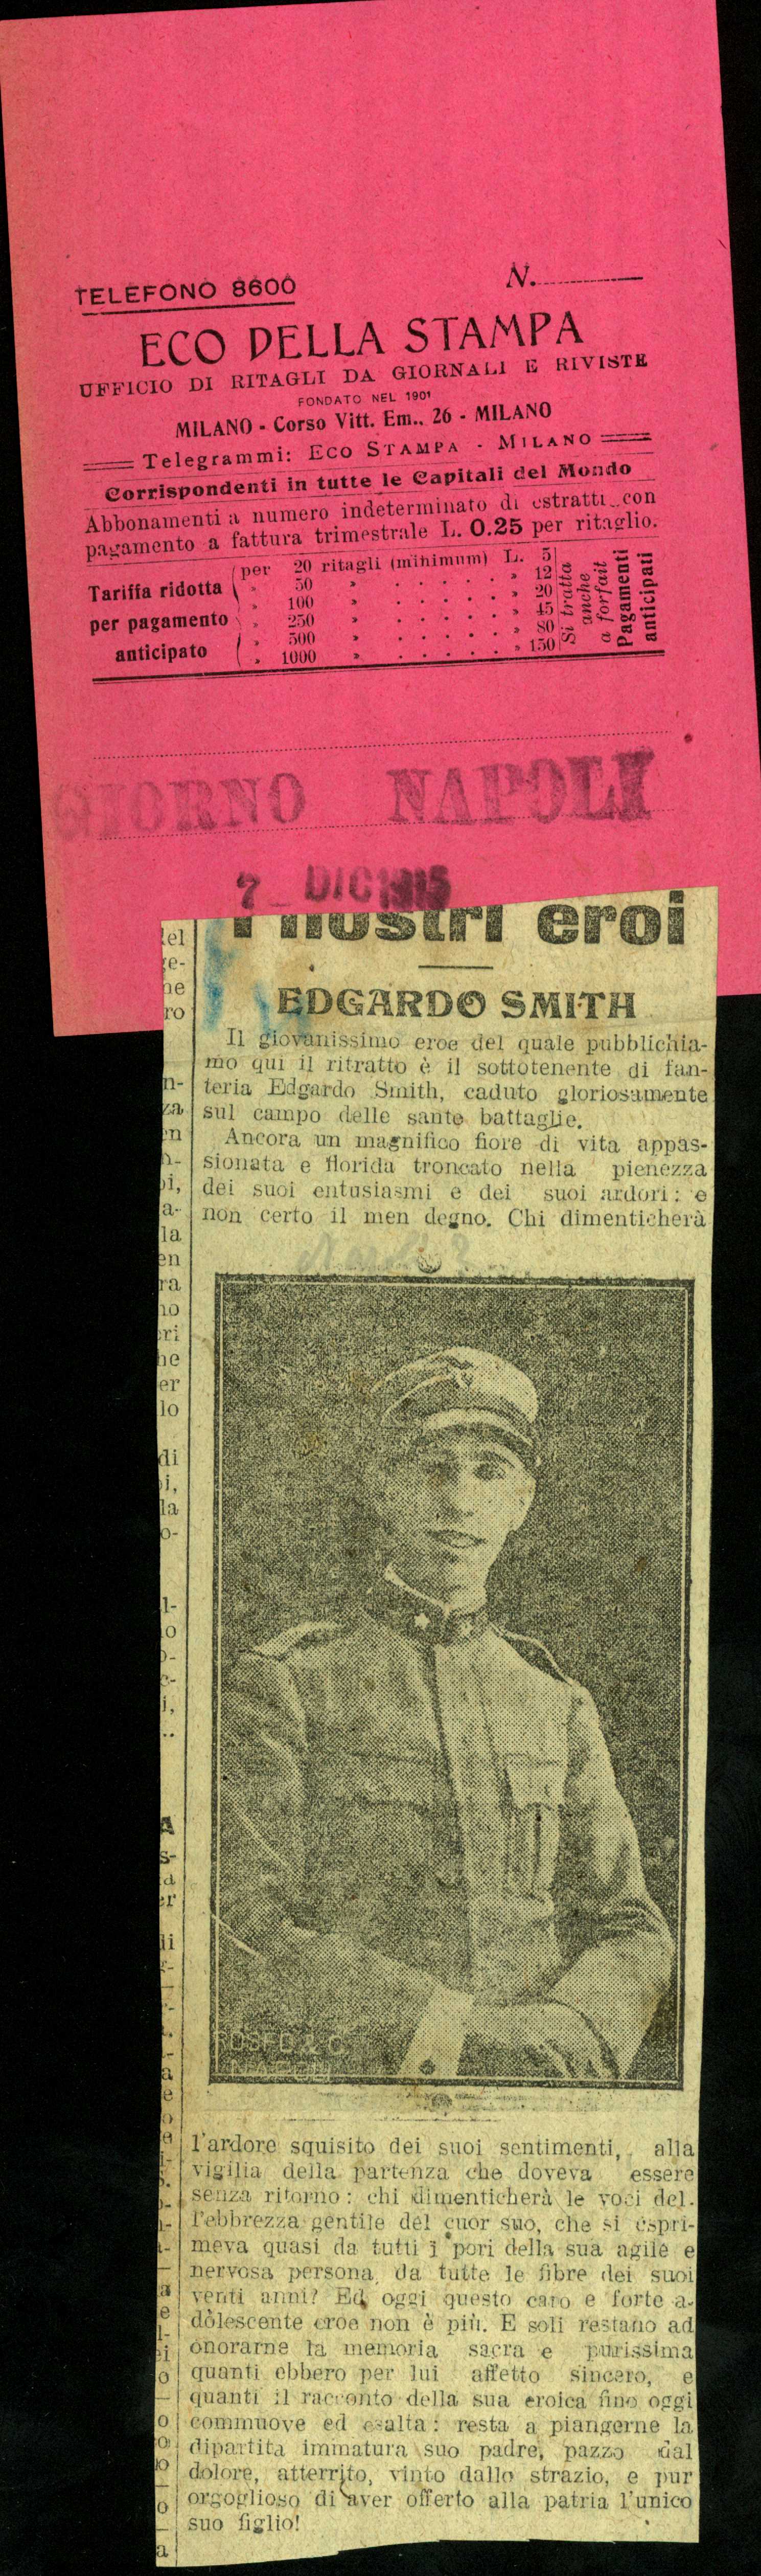 TELEFONO 8600
N.
ECO DELLA STAMPA
UFFICIO DI RITAGLI DA GIORNALI E RIVISTE
FONDATO NEL 1901
MILANO - Corso Vitt. Em.. 26 - MILANO
Telegrammi: ECO STAMPA - MILANO
Corrispondenti in tutte le Capitali del Mondo
Abbonamenti a numero indeterminato di estratti con
pagamento a fattura trimestrale L. 0.25 per ritaglio.
Tariffa ridotta
per pagamento
anticipato
per 20 ritagli (minimum) L. 5
» 50 » » 12
» 100 » » 20
» 250 » » 45
» 500 » » 80
» 1000 » » 150
Si tratta
anche
a forfait
Pagamenti
anticipati
GIORNO NAPOLI
7 DIC 1915
I nostri eroi
EDGARDO SMITH
Il giovanissimo eroe del quale pubblichia-
mo qui il ritratto è il sottotenente di fan-
teria Edgardo Smith, caduto gloriosamente
sul campo delle sante battaglie.
Ancora un magnifico fiore di vita appas-
sionata e florida troncato nella pienezza
dei suoi entusiasmi e dei suoi ardori: e
non certo il men degno. Chi dimenticherà
l'ardore squisito dei suoi sentimenti, alla
vigilia della partenza che doveva essere
senza ritorno: chi dimenticherà le voci del-
l'ebbrezza gentile del cuor suo, che si espri-
meva quasi da tutti i pori della sua agile e
nervosa persona, da tutte le fibre dei suoi
venti anni? Ed oggi questo caro e forte a-
dolescente eroe non è più. E soli restano ad
onorarne la memoria sacra e purissima
quanti ebbero per lui affetto sincero, e
quanti il racconto della sua eroica fine oggi
commuove ed esalta: resta a piangerne la
dipartita immatura suo padre, pazzo dal
dolore, atterrito, vinto dallo strazio, e pur
orgoglioso di aver offerto alla patria l'unico
suo figlio!